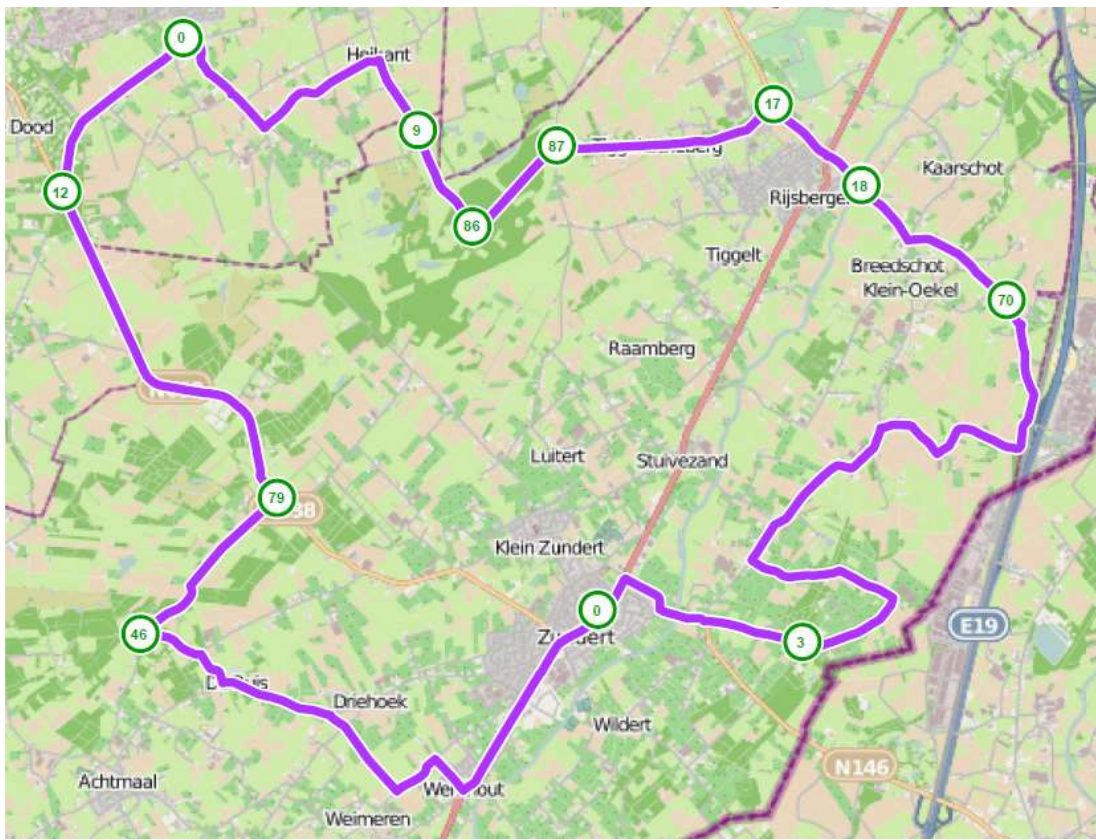 0
Heikant
Dood
9
17
87
12
Kaarschot
18
86
Tiggelt
Breedschot
Klein-Oekel
70
Raamberg
Luitert
Stuivezand
79
Klein Zundert
0
E19
46
Zundert
3
Driehoek
Wildert
Achtmaal
N146
Weimeren